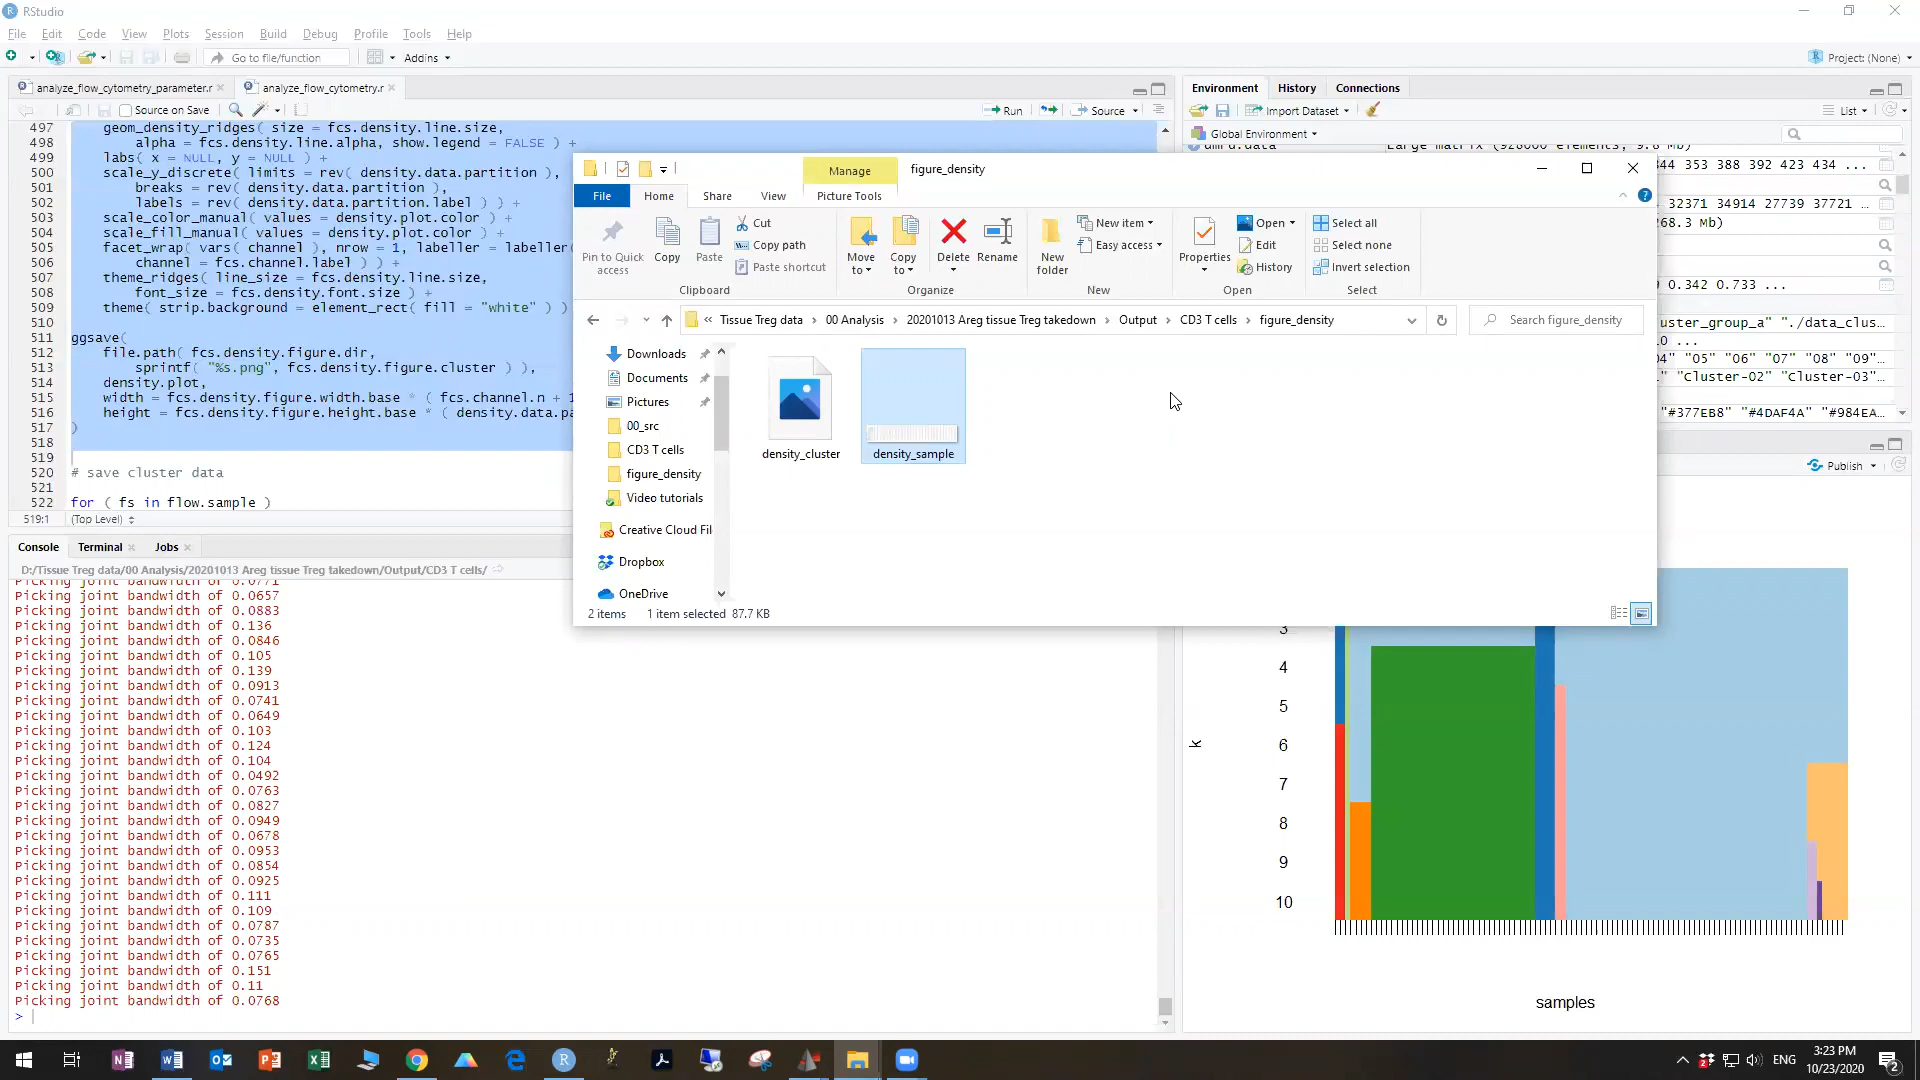 RStudio
File Edit Code View Plots Session Build Debug Profile Tools Help
Go to file/function
Addins
Project: (None)
analyze_flow_cytometry_parameter.r
analyze_flow_cytometry.r
Source on Save
Run
Source
497 geom_density_ridges( size = fcs.density.line.size,
498 alpha = fcs.density.line.alpha, show.legend = FALSE ) +
499 labs( x = NULL, y = NULL ) +
500 scale_y_discrete( limits = rev( density.data.partition ),
501 breaks = rev( density.data.partition ),
502 labels = rev( density.data.partition.label ) ) +
503 scale_color_manual( values = density.plot.color ) +
504 scale_fill_manual( values = density.plot.color ) +
505 facet_wrap( vars( channel ), nrow = 1, labeller = labeller(
506 channel = fcs.channel.label ) ) +
507 theme_ridges( line_size = fcs.density.line.size,
508 font_size = fcs.density.font.size ) +
509 theme( strip.background = element_rect( fill = "white" ) )
510
511 ggsave(
512 file.path( fcs.density.figure.dir,
513 sprintf( "%s.png", fcs.density.figure.cluster ) ),
514 density.plot,
515 width = fcs.density.figure.width.base * ( fcs.channel.n + 1
516 height = fcs.density.figure.height.base * ( density.data.pa
517 )
518
519
520 # save cluster data
521
522 for ( fs in flow.sample )
519:1 (Top Level)
Console Terminal Jobs
D:/Tissue Treg data/00 Analysis/20201013 Areg tissue Treg takedown/Output/CD3 T cells/
Picking joint bandwidth of 0.0771
Picking joint bandwidth of 0.0657
Picking joint bandwidth of 0.0883
Picking joint bandwidth of 0.136
Picking joint bandwidth of 0.0846
Picking joint bandwidth of 0.105
Picking joint bandwidth of 0.139
Picking joint bandwidth of 0.0913
Picking joint bandwidth of 0.0741
Picking joint bandwidth of 0.0649
Picking joint bandwidth of 0.103
Picking joint bandwidth of 0.124
Picking joint bandwidth of 0.104
Picking joint bandwidth of 0.0492
Picking joint bandwidth of 0.0763
Picking joint bandwidth of 0.0827
Picking joint bandwidth of 0.0949
Picking joint bandwidth of 0.0678
Picking joint bandwidth of 0.0953
Picking joint bandwidth of 0.0854
Picking joint bandwidth of 0.0925
Picking joint bandwidth of 0.111
Picking joint bandwidth of 0.109
Picking joint bandwidth of 0.0787
Picking joint bandwidth of 0.0735
Picking joint bandwidth of 0.0765
Picking joint bandwidth of 0.151
Picking joint bandwidth of 0.11
Picking joint bandwidth of 0.0768
>
Manage
figure_density
File Home Share View Picture Tools
Pin to Quick access
Copy
Paste
Cut
Copy path
Paste shortcut
Clipboard
Move to
Copy to
Delete
Rename
Organize
New folder
New item
Easy access
New
Properties
Open
Edit
History
Open
Select all
Select none
Invert selection
Select
« Tissue Treg data › 00 Analysis › 20201013 Areg tissue Treg takedown › Output › CD3 T cells › figure_density
Search figure_density
Downloads
Documents
Pictures
00_src
CD3 T cells
figure_density
Video tutorials
Creative Cloud Fil
Dropbox
OneDrive
density_cluster
density_sample
2 items 1 item selected 87.7 KB
Environment History Connections
Import Dataset
List
Global Environment
umru.data Large matrix (928000 elements, 9.8 Mb)
344 353 388 392 423 434 ...
32371 34914 27739 37721 ...
268.3 Mb)
9 0.342 0.733 ...
uster_group_a" "./data_clus…
10 ...
04" "05" "06" "07" "08" "09"…
" "Cluster-02" "Cluster-03"…
"#377EB8" "#4DAF4A" "#984EA…
Publish
3
4
5
6
7
8
9
10
k
samples
ENG
3:23 PM
10/23/2020
2